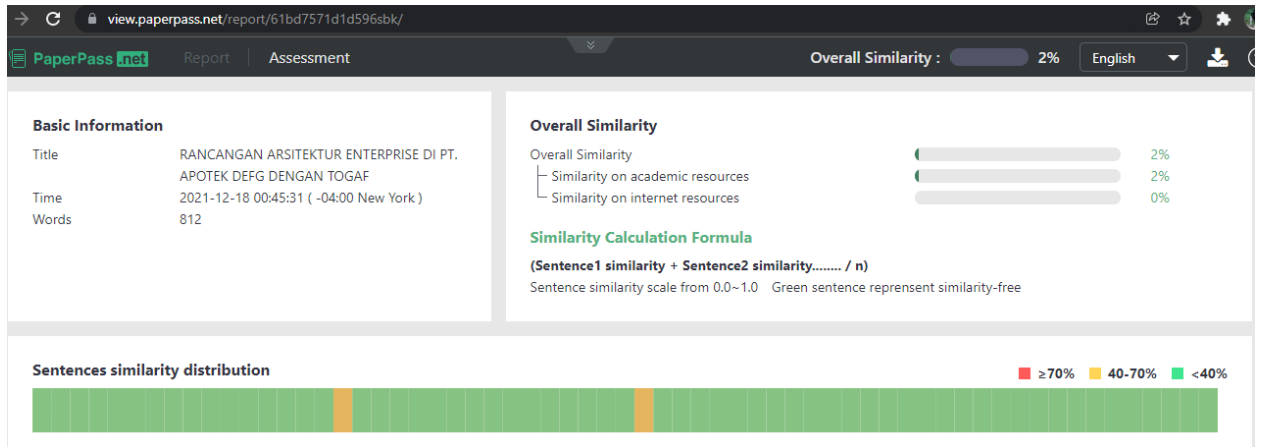 view.paperpass.net/report/61bd7571d1d596sbk/
PaperPass .net Report Assessment Overall Similarity : 2% English
Basic Information
Title RANCANGAN ARSITEKTUR ENTERPRISE DI PT.
APOTEK DEFG DENGAN TOGAF
Time 2021-12-18 00:45:31 ( -04:00 New York )
Words 812
Overall Similarity
Overall Similarity 2%
Similarity on academic resources 2%
Similarity on internet resources 0%
Similarity Calculation Formula
(Sentence1 similarity + Sentence2 similarity........ / n)
Sentence similarity scale from 0.0~1.0 Green sentence reprensent similarity-free
Sentences similarity distribution ≥70% 40-70% <40%